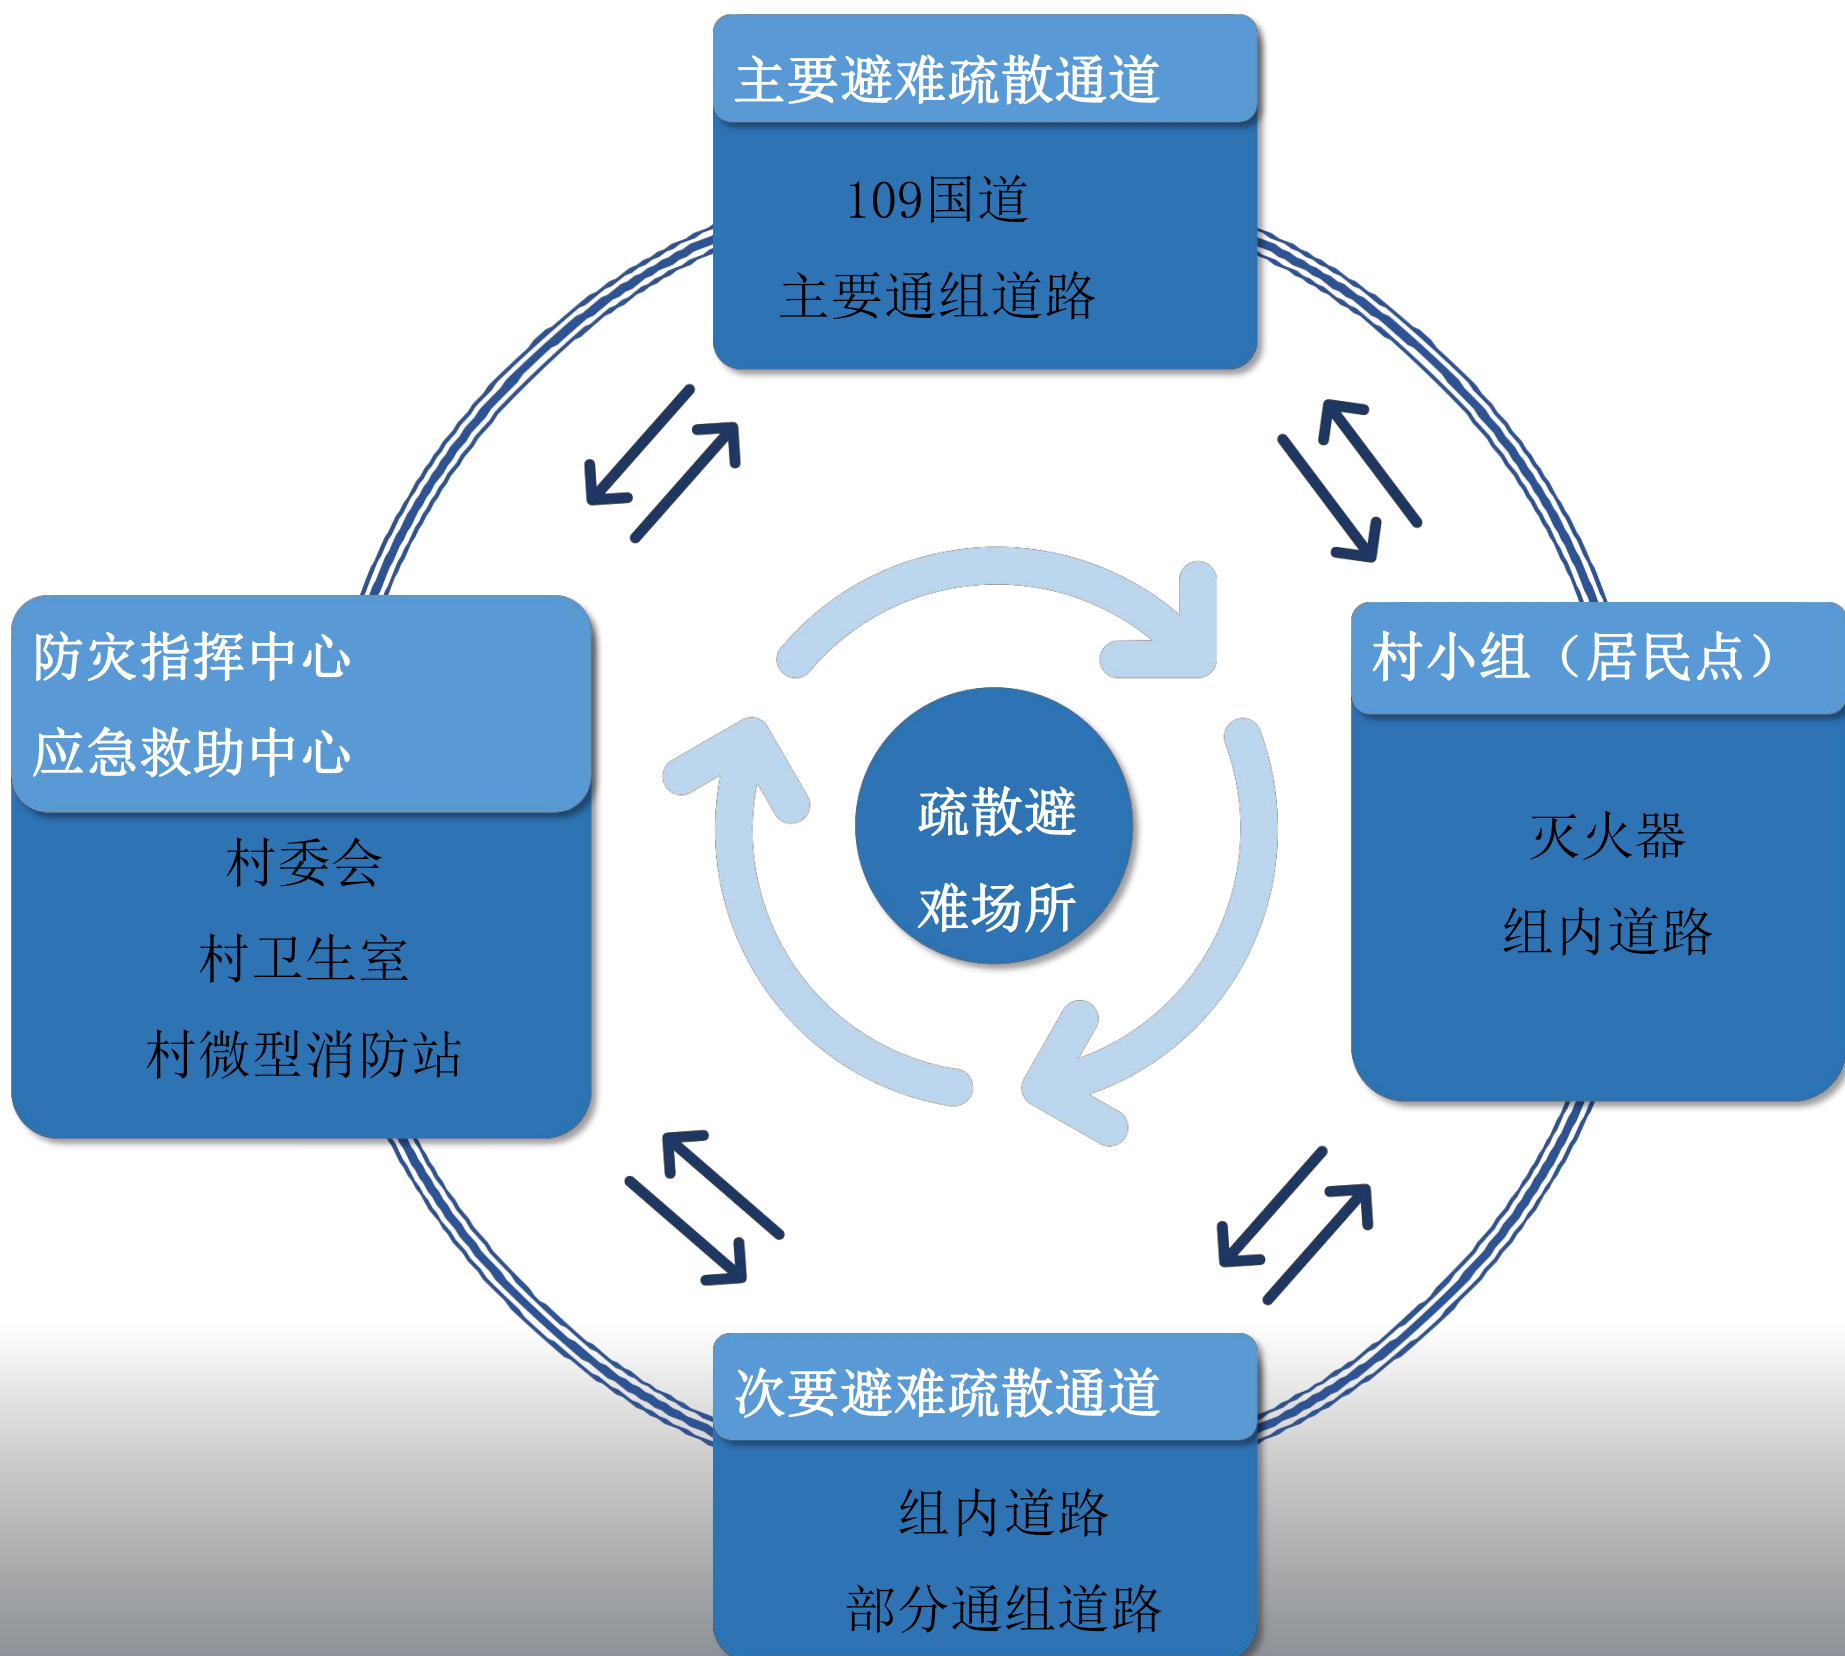 主要避难疏散通道
109国道
主要通组道路
防灾指挥中心
应急救助中心
村委会
村卫生室
村微型消防站
疏散避
难场所
村小组（居民点）
灭火器
组内道路
次要避难疏散通道
组内道路
部分通组道路